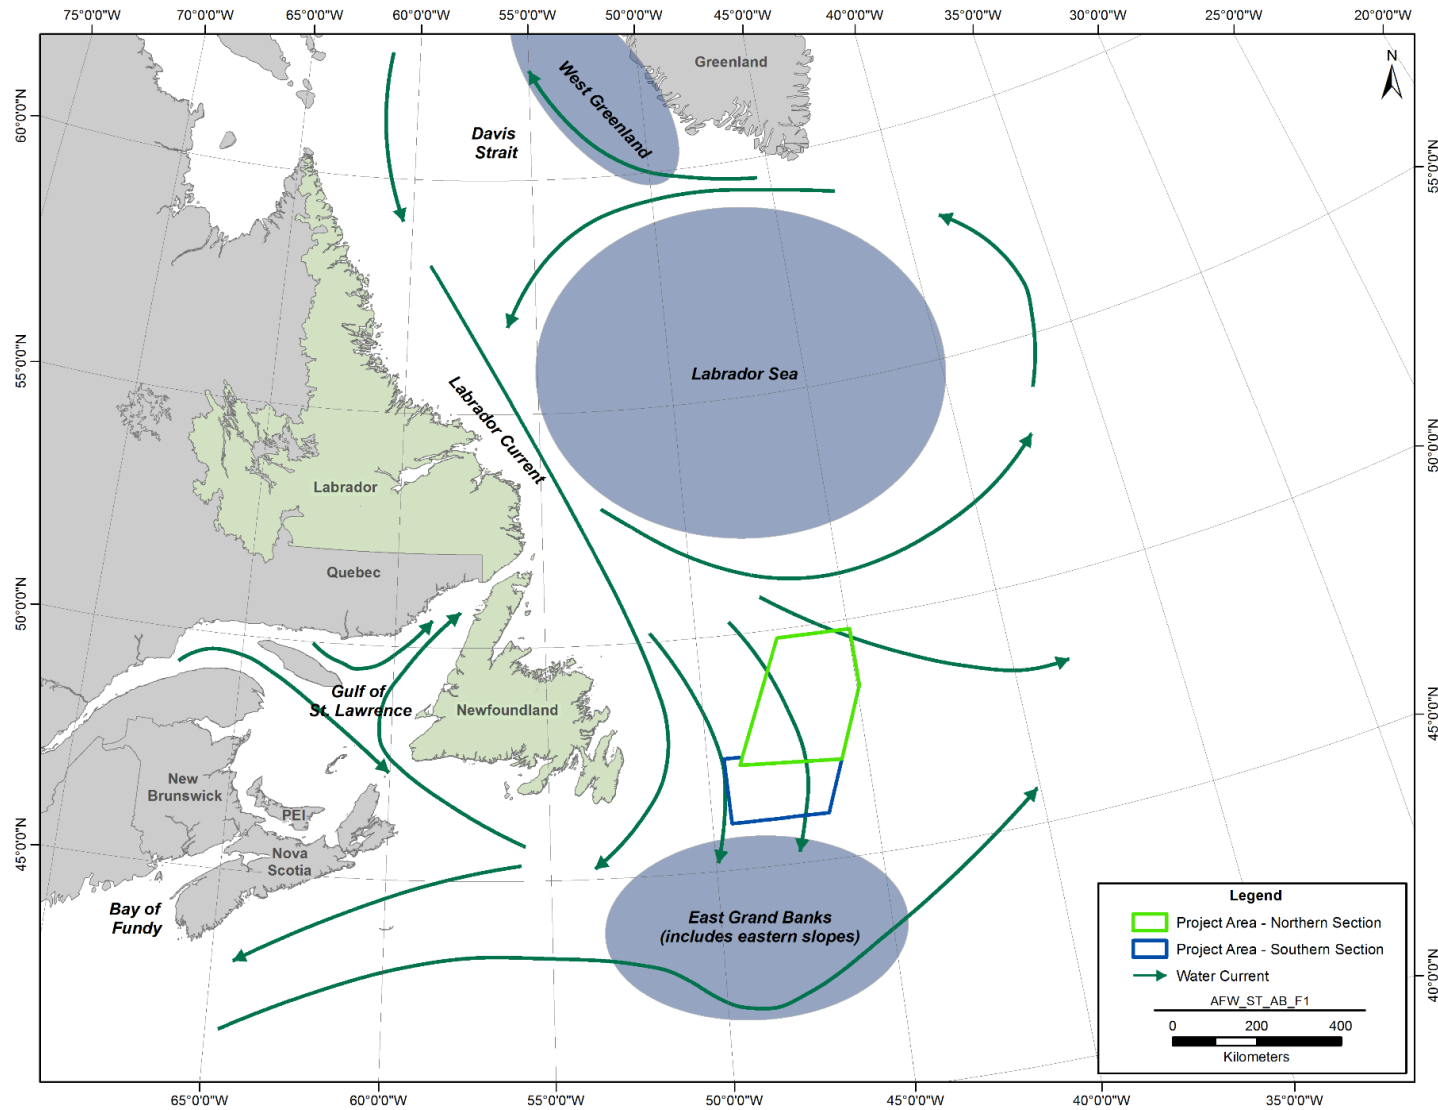 75°0'0"W 70°0'0"W 65°0'0"W 60°0'0"W 55°0'0"W 50°0'0"W 45°0'0"W 40°0'0"W 35°0'0"W 30°0'0"W 25°0'0"W 20°0'0"W
N
Greenland
West Greenland
60°0'0"N
Davis
Strait
55°0'0"N
55°0'0"N
Labrador Sea
Labrador Current
50°0'0"N
Labrador
Quebec
50°0'0"N
Gulf of
St. Lawrence
Newfoundland
45°0'0"N
New
Brunswick
PEI
Nova
Scotia
45°0'0"N
Bay of
Fundy
East Grand Banks
(includes eastern slopes)
40°0'0"N
Legend
Project Area - Northern Section
Project Area - Southern Section
Water Current
AFW_ST_AB_F1
0 200 400
Kilometers
65°0'0"W 60°0'0"W 55°0'0"W 50°0'0"W 45°0'0"W 40°0'0"W 35°0'0"W